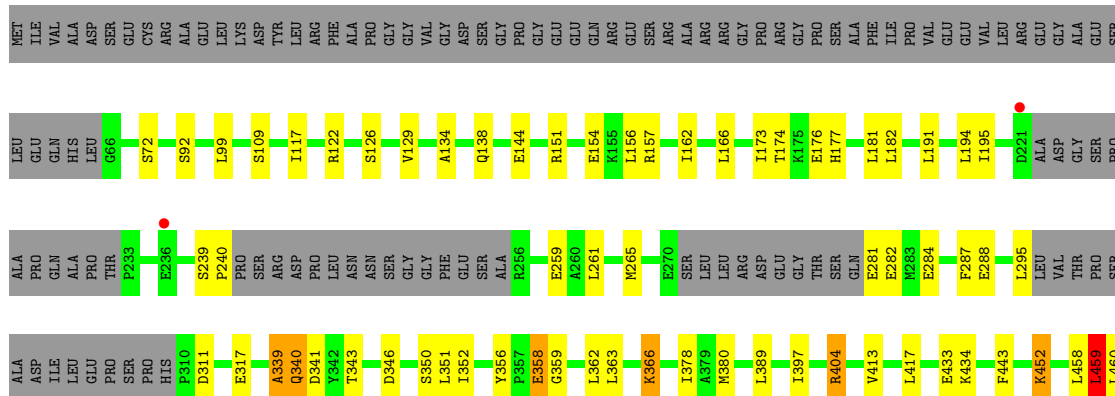 MET ILE VAL ALA ASP SER GLU CYS ARG ALA GLU LEU LYS ASP TYR LEU ARG PHE ALA PRO GLY GLY VAL GLY ASP SER GLY PRO GLY GLU GLU GLN ARG GLU SER ARG ALA ARG ARG GLY PRO ARG GLY PRO SER ALA PHE ILE PRO VAL GLU GLU VAL LEU ARG GLU GLY ALA GLU SER
LEU GLU GLN HIS LEU G66 S72 S92 L99 S109 I117 R122 S126 V129 A134 Q138 E144 R151 E154 K155 L156 R157 I162 L166 I173 T174 K175 E176 H177 L181 L182 L191 L194 I195 D221 ALA ASP GLY SER PRO
ALA PRO GLN ALA PRO THR P233 E236 S239 P240 PRO SER ARG ASP PRO LEU ASN ASN SER GLY GLY PHE GLU SER ALA R256 E259 A260 L261 M265 E270 SER LEU LEU ARG ASP GLU GLY THR SER GLN E281 E282 M283 E284 F287 E288 L295 LEU VAL THR PRO SER
ALA ASP ILE LEU GLU PRO SER PRO HIS P310 D311 E317 A339 Q340 D341 Y342 T343 D346 S350 L351 I352 Y356 P357 E358 G359 L362 L363 K366 I378 A379 M380 L389 I397 R404 V413 L417 E433 K434 F443 K452 L458 L459 L460